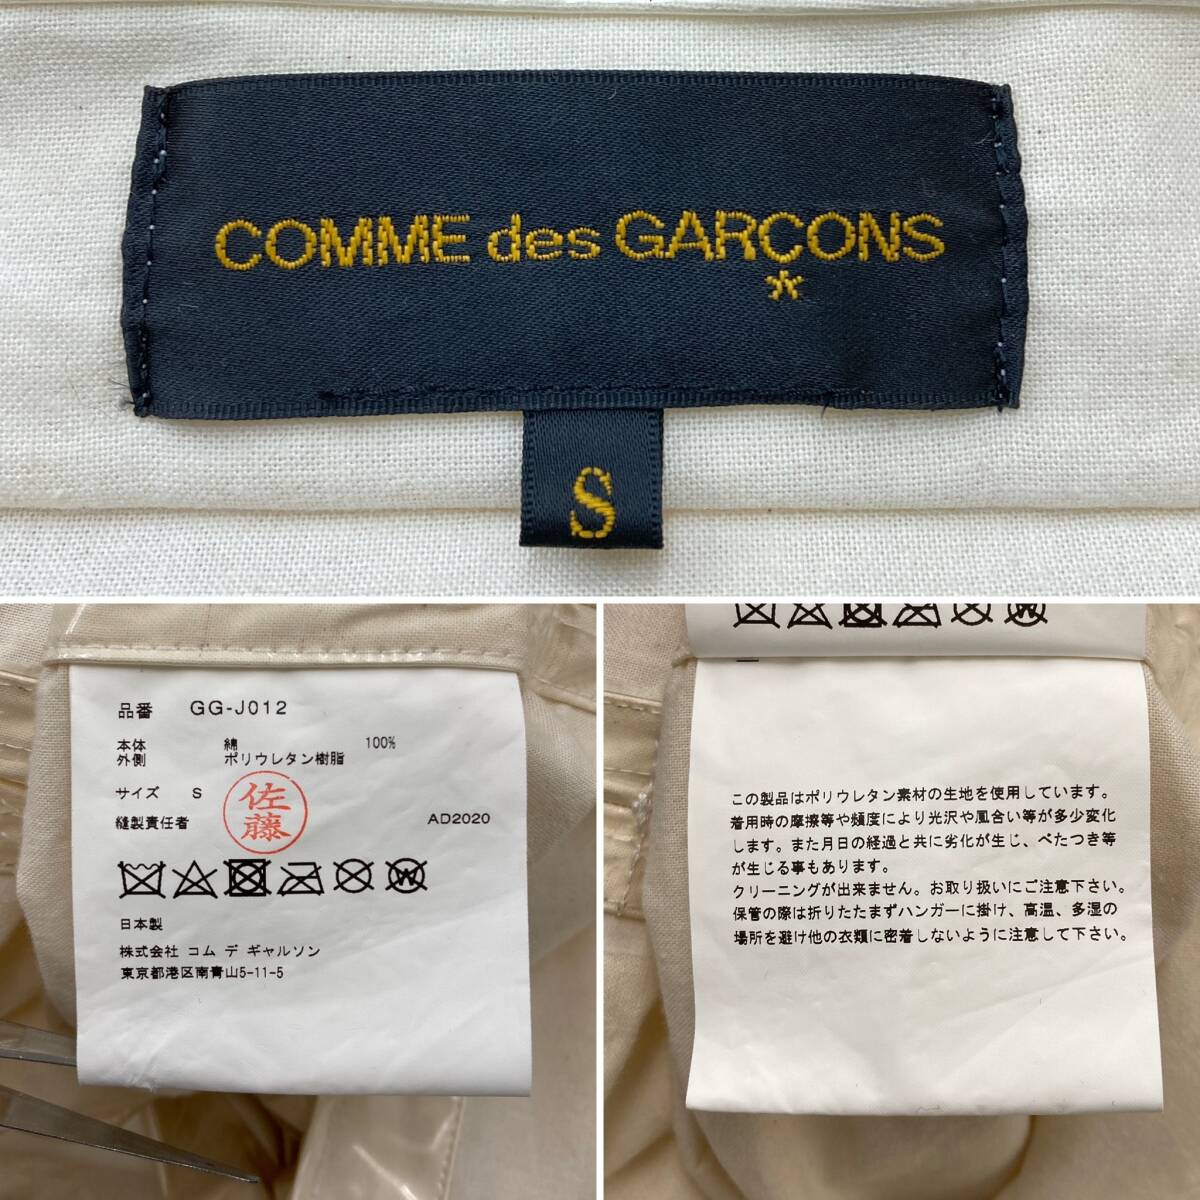 COMME des GARÇONS
S
品番 GG-J012
本体 綿 100%
外側 ポリウレタン樹脂
サイズ S
佐藤
縫製責任者 AD2020
W
日本製
株式会社 コム デ ギャルソン
東京都港区南青山5-11-5
W
この製品はポリウレタン素材の生地を使用しています。
着用時の摩擦等や頻度により光沢や風合い等が多少変化
します。また月日の経過と共に劣化が生じ、べたつき等
が生じる事もあります。
クリーニングが出来ません。お取り扱いにご注意下さい。
保管の際は折りたたまずハンガーに掛け、高温、多湿の
場所を避け他の衣類に密着しないように注意して下さい。